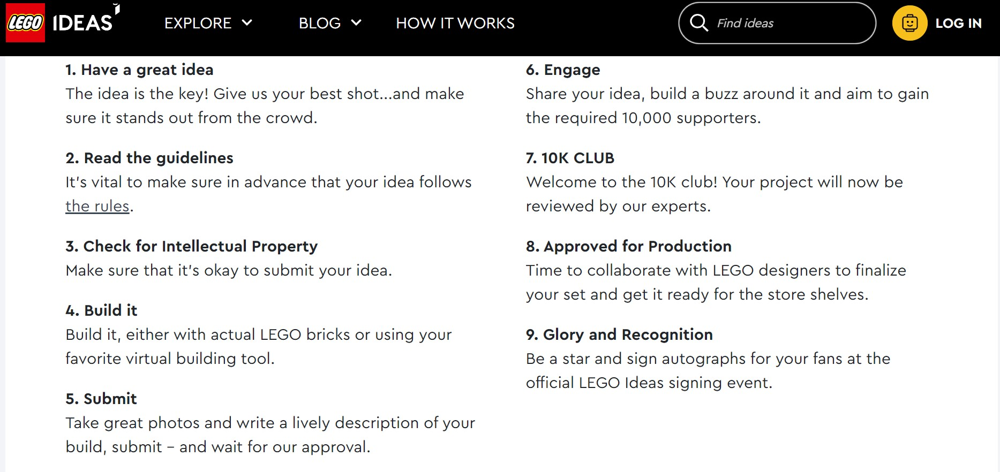 LEGO IDEAS
EXPLORE
BLOG
HOW IT WORKS
Find ideas
LOG IN
1. Have a great idea
The idea is the key! Give us your best shot...and make
sure it stands out from the crowd.
2. Read the guidelines
It's vital to make sure in advance that your idea follows
the rules.
3. Check for Intellectual Property
Make sure that it's okay to submit your idea.
4. Build it
Build it, either with actual LEGO bricks or using your
favorite virtual building tool.
5. Submit
Take great photos and write a lively description of your
build, submit – and wait for our approval.
6. Engage
Share your idea, build a buzz around it and aim to gain
the required 10,000 supporters.
7. 10K CLUB
Welcome to the 10K club! Your project will now be
reviewed by our experts.
8. Approved for Production
Time to collaborate with LEGO designers to finalize
your set and get it ready for the store shelves.
9. Glory and Recognition
Be a star and sign autographs for your fans at the
official LEGO Ideas signing event.